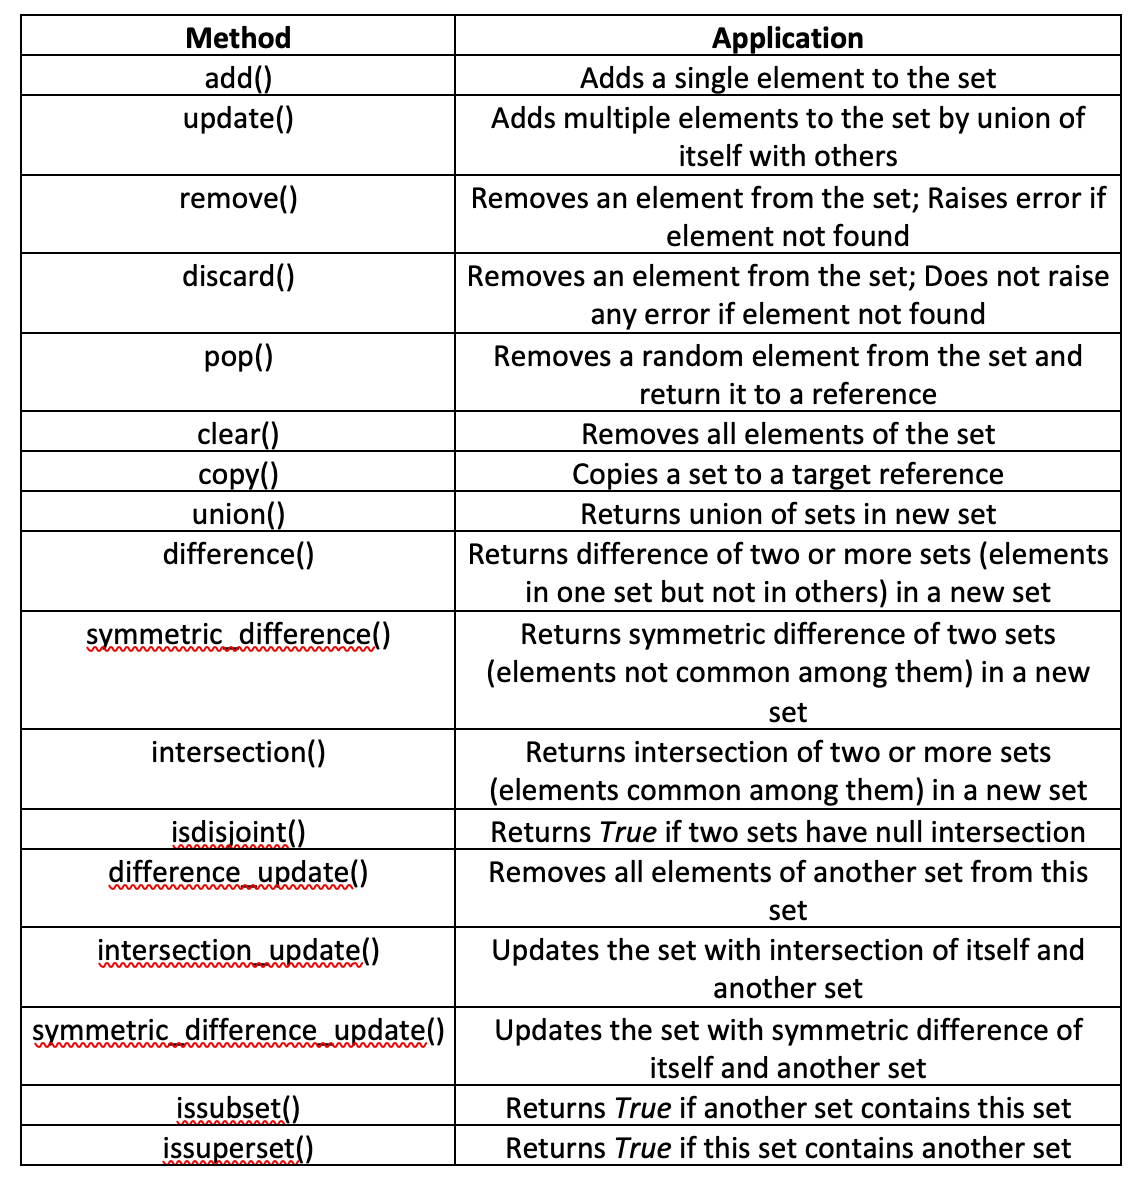 Method Application
add() Adds a single element to the set
update() Adds multiple elements to the set by union of
itself with others
remove() Removes an element from the set; Raises error if
element not found
discard() Removes an element from the set; Does not raise
any error if element not found
pop() Removes a random element from the set and
return it to a reference
clear() Removes all elements of the set
copy() Copies a set to a target reference
union() Returns union of sets in new set
difference() Returns difference of two or more sets (elements
in one set but not in others) in a new set
symmetric_difference() Returns symmetric difference of two sets
(elements not common among them) in a new
set
intersection() Returns intersection of two or more sets
(elements common among them) in a new set
isdisjoint() Returns True if two sets have null intersection
difference_update() Removes all elements of another set from this
set
intersection_update() Updates the set with intersection of itself and
another set
symmetric_difference_update() Updates the set with symmetric difference of
itself and another set
issubset() Returns True if another set contains this set
issuperset() Returns True if this set contains another set